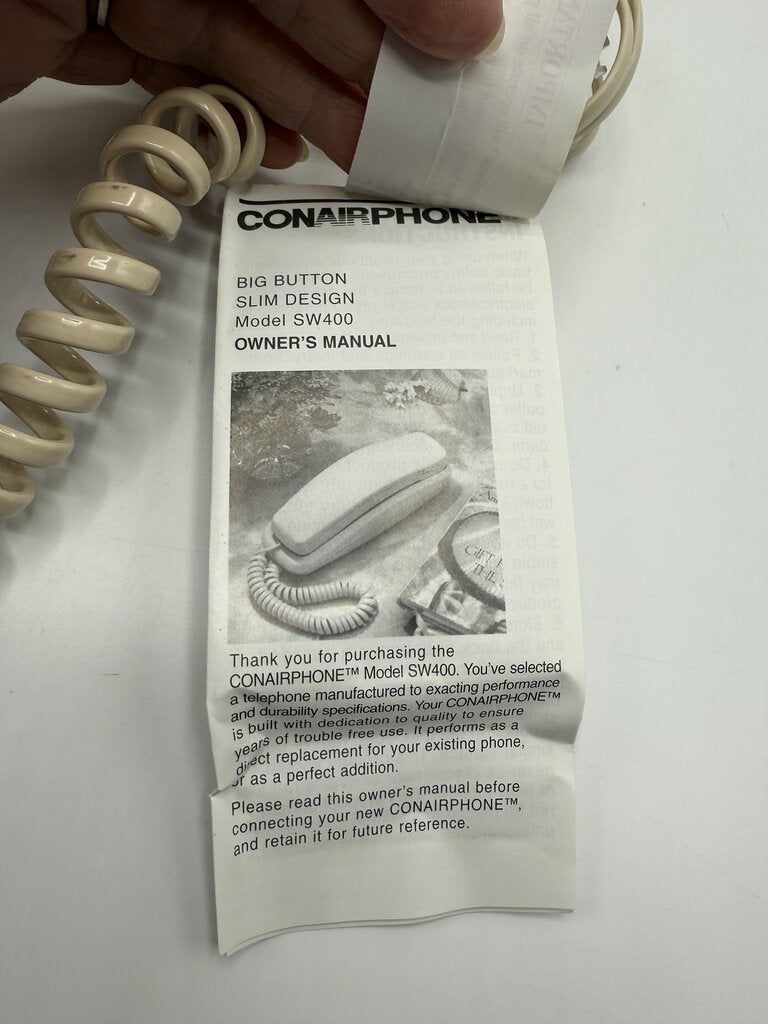 IMPORTA
CONAIRPHONE
BIG BUTTON
SLIM DESIGN
Model SW400
OWNER'S MANUAL
GIFT
THE
Thank you for purchasing the
CONAIRPHONE™ Model SW400. You've selected
a telephone manufactured to exacting performance
and durability specifications. Your CONAIRPHONE™
is built with dedication to quality to ensure
years of trouble free use. It performs as a
direct replacement for your existing phone,
or as a perfect addition.
Please read this owner's manual before
connecting your new CONAIRPHONE™,
and retain it for future reference.